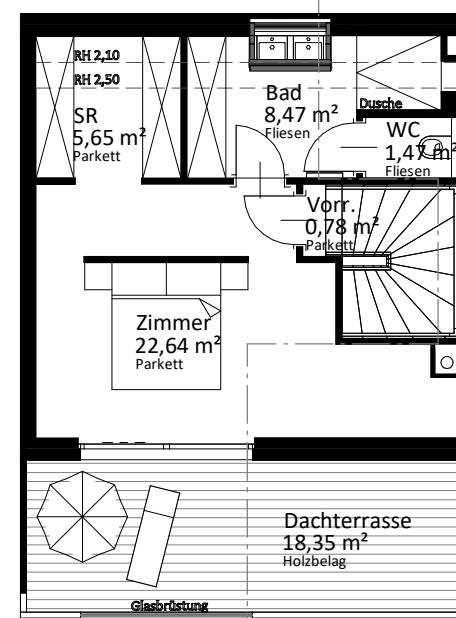 RH 2,10
RH 2,50
SR
5,65 m²
Parkett
Bad
8,47 m²
Fliesen
Dusche
WC
1,47 m²
Fliesen
Vorr.
0,78 m²
Parkett
Zimmer
22,64 m²
Parkett
Dachterrasse
18,35 m²
Holzbelag
Glasbrüstung